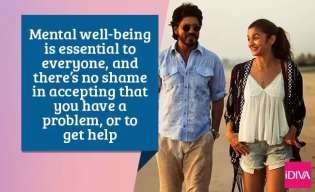 Mental well-being
is essential to
everyone, and
there's no shame
in accepting that
you have a
problem, or to
get help
iDIVA